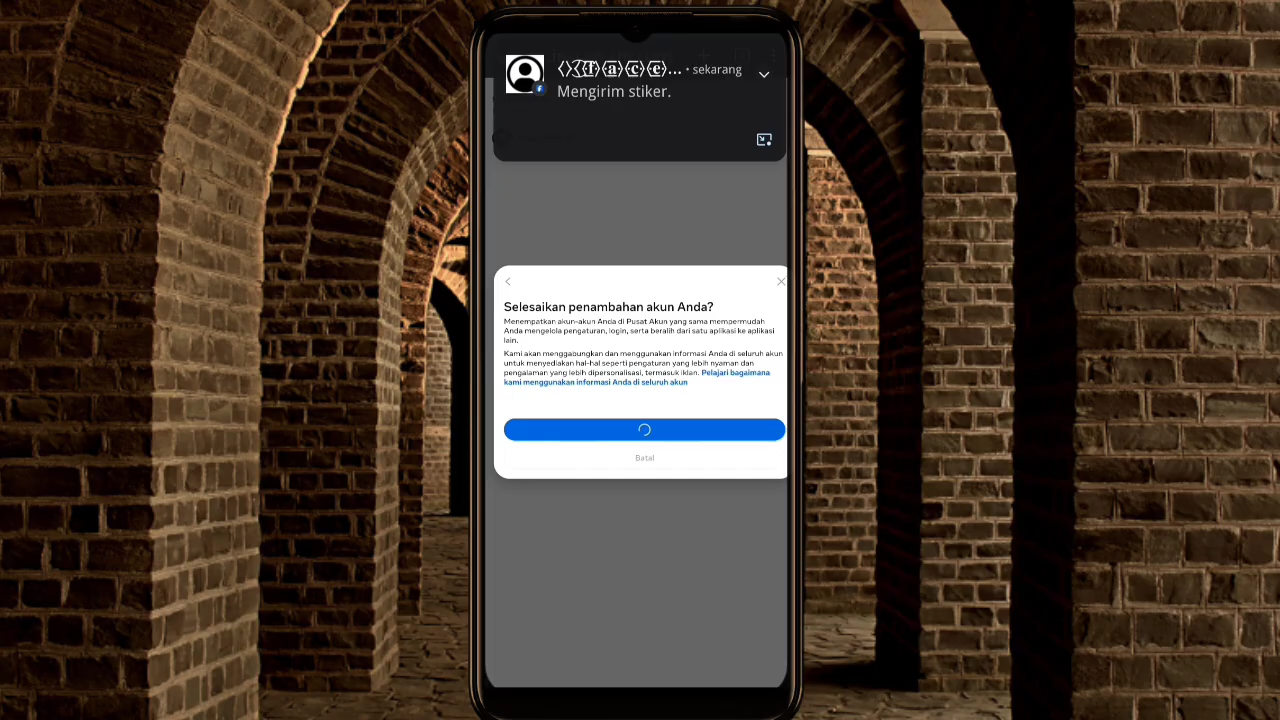 • sekarang
Mengirim stiker.
Selesaikan penambahan akun Anda?
Menempatkan akun-akun Anda di Pusat Akun yang sama mempermudah
Anda mengelola pengaturan, login, serta beralih dari satu aplikasi ke aplikasi
lain.
Kami akan menggabungkan dan menggunakan informasi Anda di seluruh akun
untuk menyediakan hal-hal seperti pengaturan yang lebih nyaman dan
pengalaman yang lebih dipersonalisasi, termasuk iklan. Pelajari bagaimana
kami menggunakan informasi Anda di seluruh akun
Batal